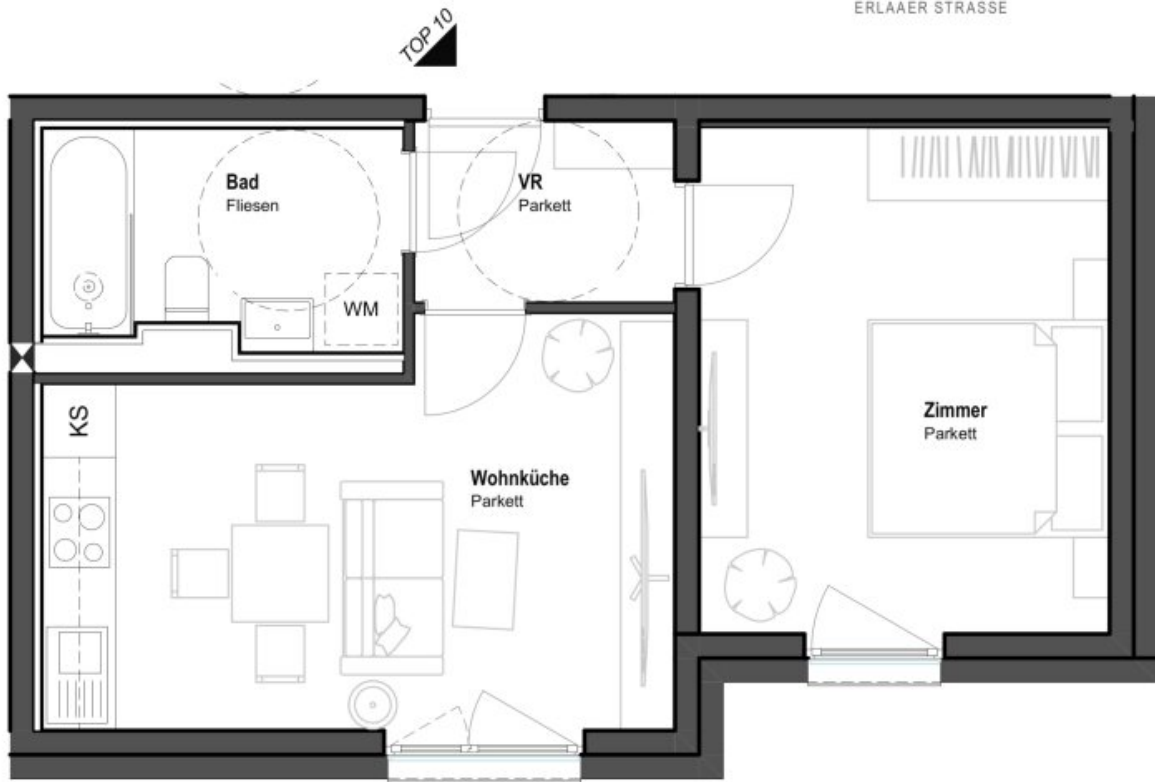 ERLAAER STRASSE
TOP 10
Bad
Fliesen
VR
Parkett
WM
KS
Zimmer
Parkett
Wohnküche
Parkett